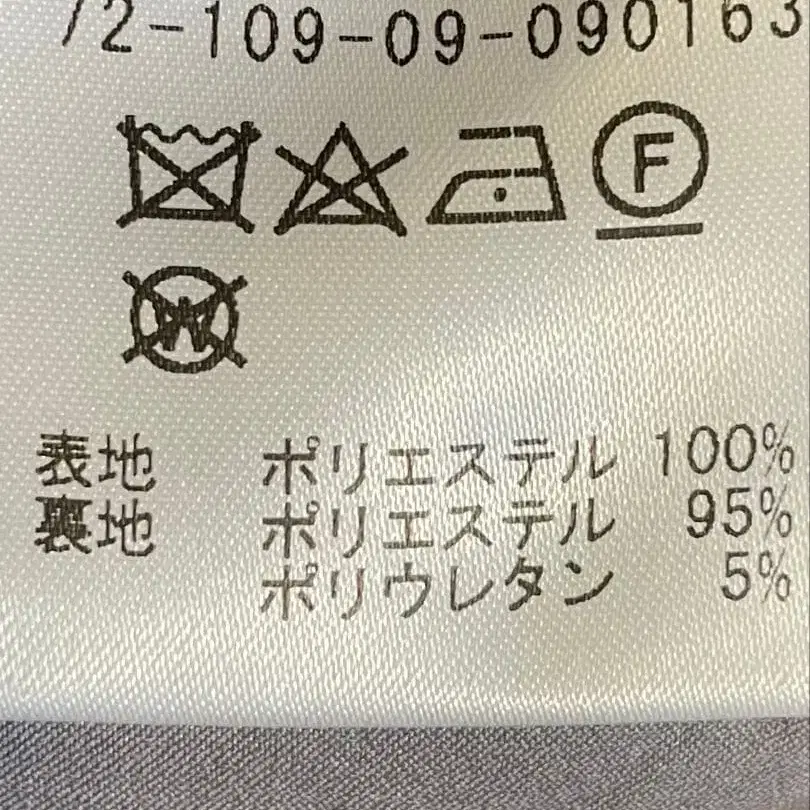 72-109-09-090163
F
W
表地 ポリエステル 100%
裏地 ポリエステル 95%
ポリウレタン 5%